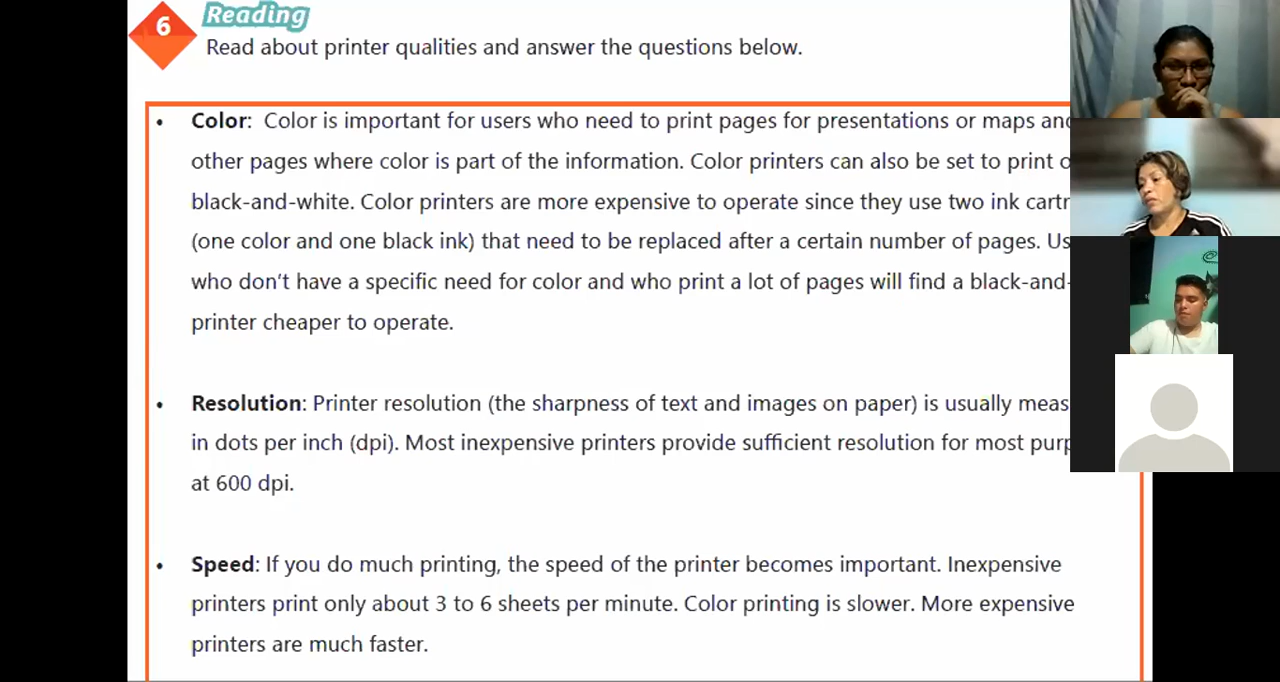 6
Reading
Read about printer qualities and answer the questions below.
• Color: Color is important for users who need to print pages for presentations or maps and
other pages where color is part of the information. Color printers can also be set to print
black-and-white. Color printers are more expensive to operate since they use two ink
(one color and one black ink) that need to be replaced after a certain number of pages.
who don't have a specific need for color and who print a lot of pages will find a black-and-
printer cheaper to operate.
• Resolution: Printer resolution (the sharpness of text and images on paper) is usually
in dots per inch (dpi). Most inexpensive printers provide sufficient resolution for most
at 600 dpi.
• Speed: If you do much printing, the speed of the printer becomes important. Inexpensive
printers print only about 3 to 6 sheets per minute. Color printing is slower. More expensive
printers are much faster.